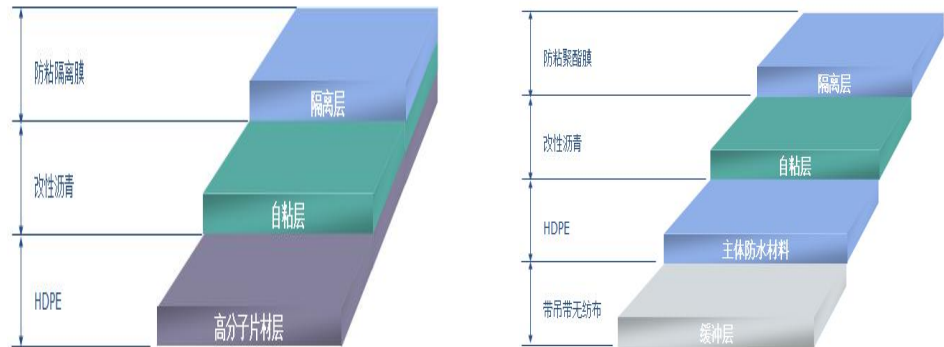 防粘隔离膜
隔离层
改性沥青
自粘层
HDPE
高分子片材层
防粘聚酯膜
隔离层
改性沥青
自粘层
HDPE
主体防水材料
带吊带无纺布
缓冲层